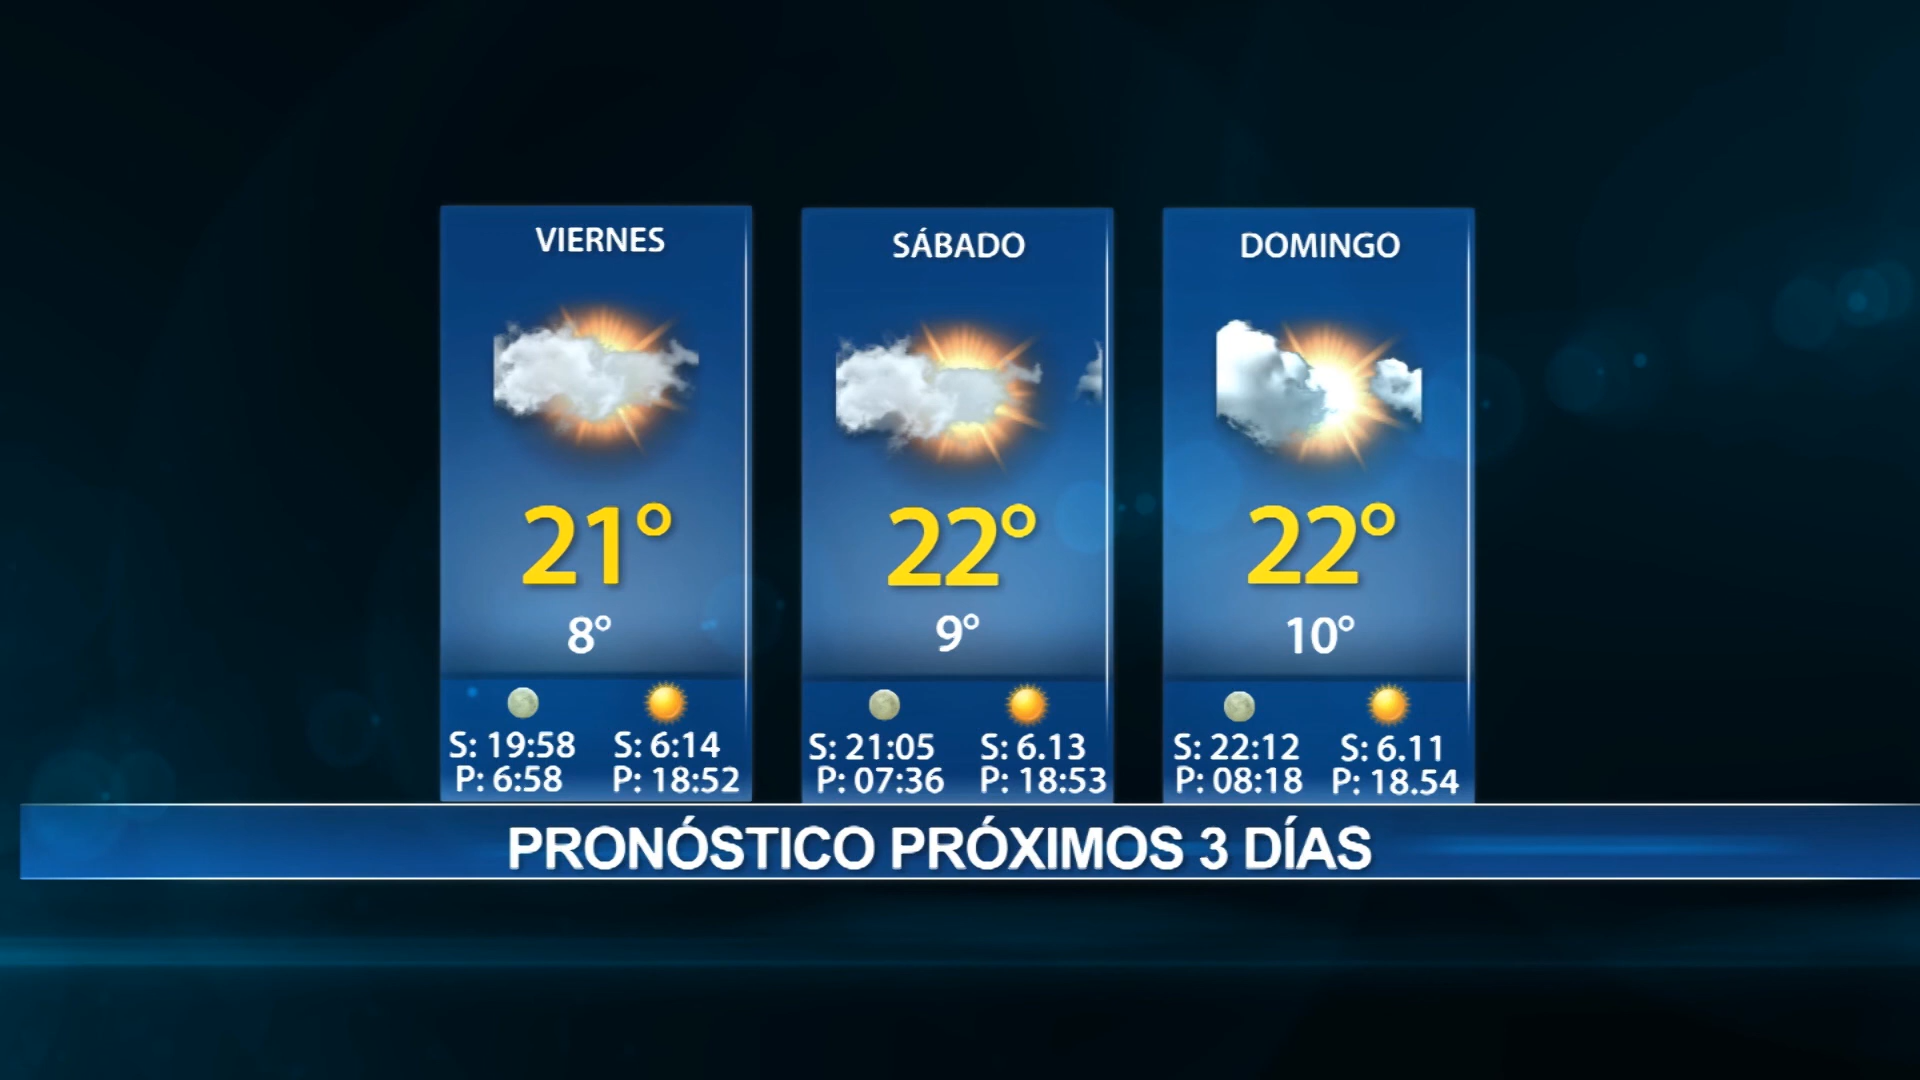 VIERNES
21°
8°
S: 19:58 S: 6:14
P: 6:58 P: 18:52
SÁBADO
22°
9°
S: 21:05 S: 6.13
P: 07:36 P: 18:53
DOMINGO
22°
10°
S: 22:12 S: 6.11
P: 08:18 P: 18.54
PRONÓSTICO PRÓXIMOS 3 DÍAS